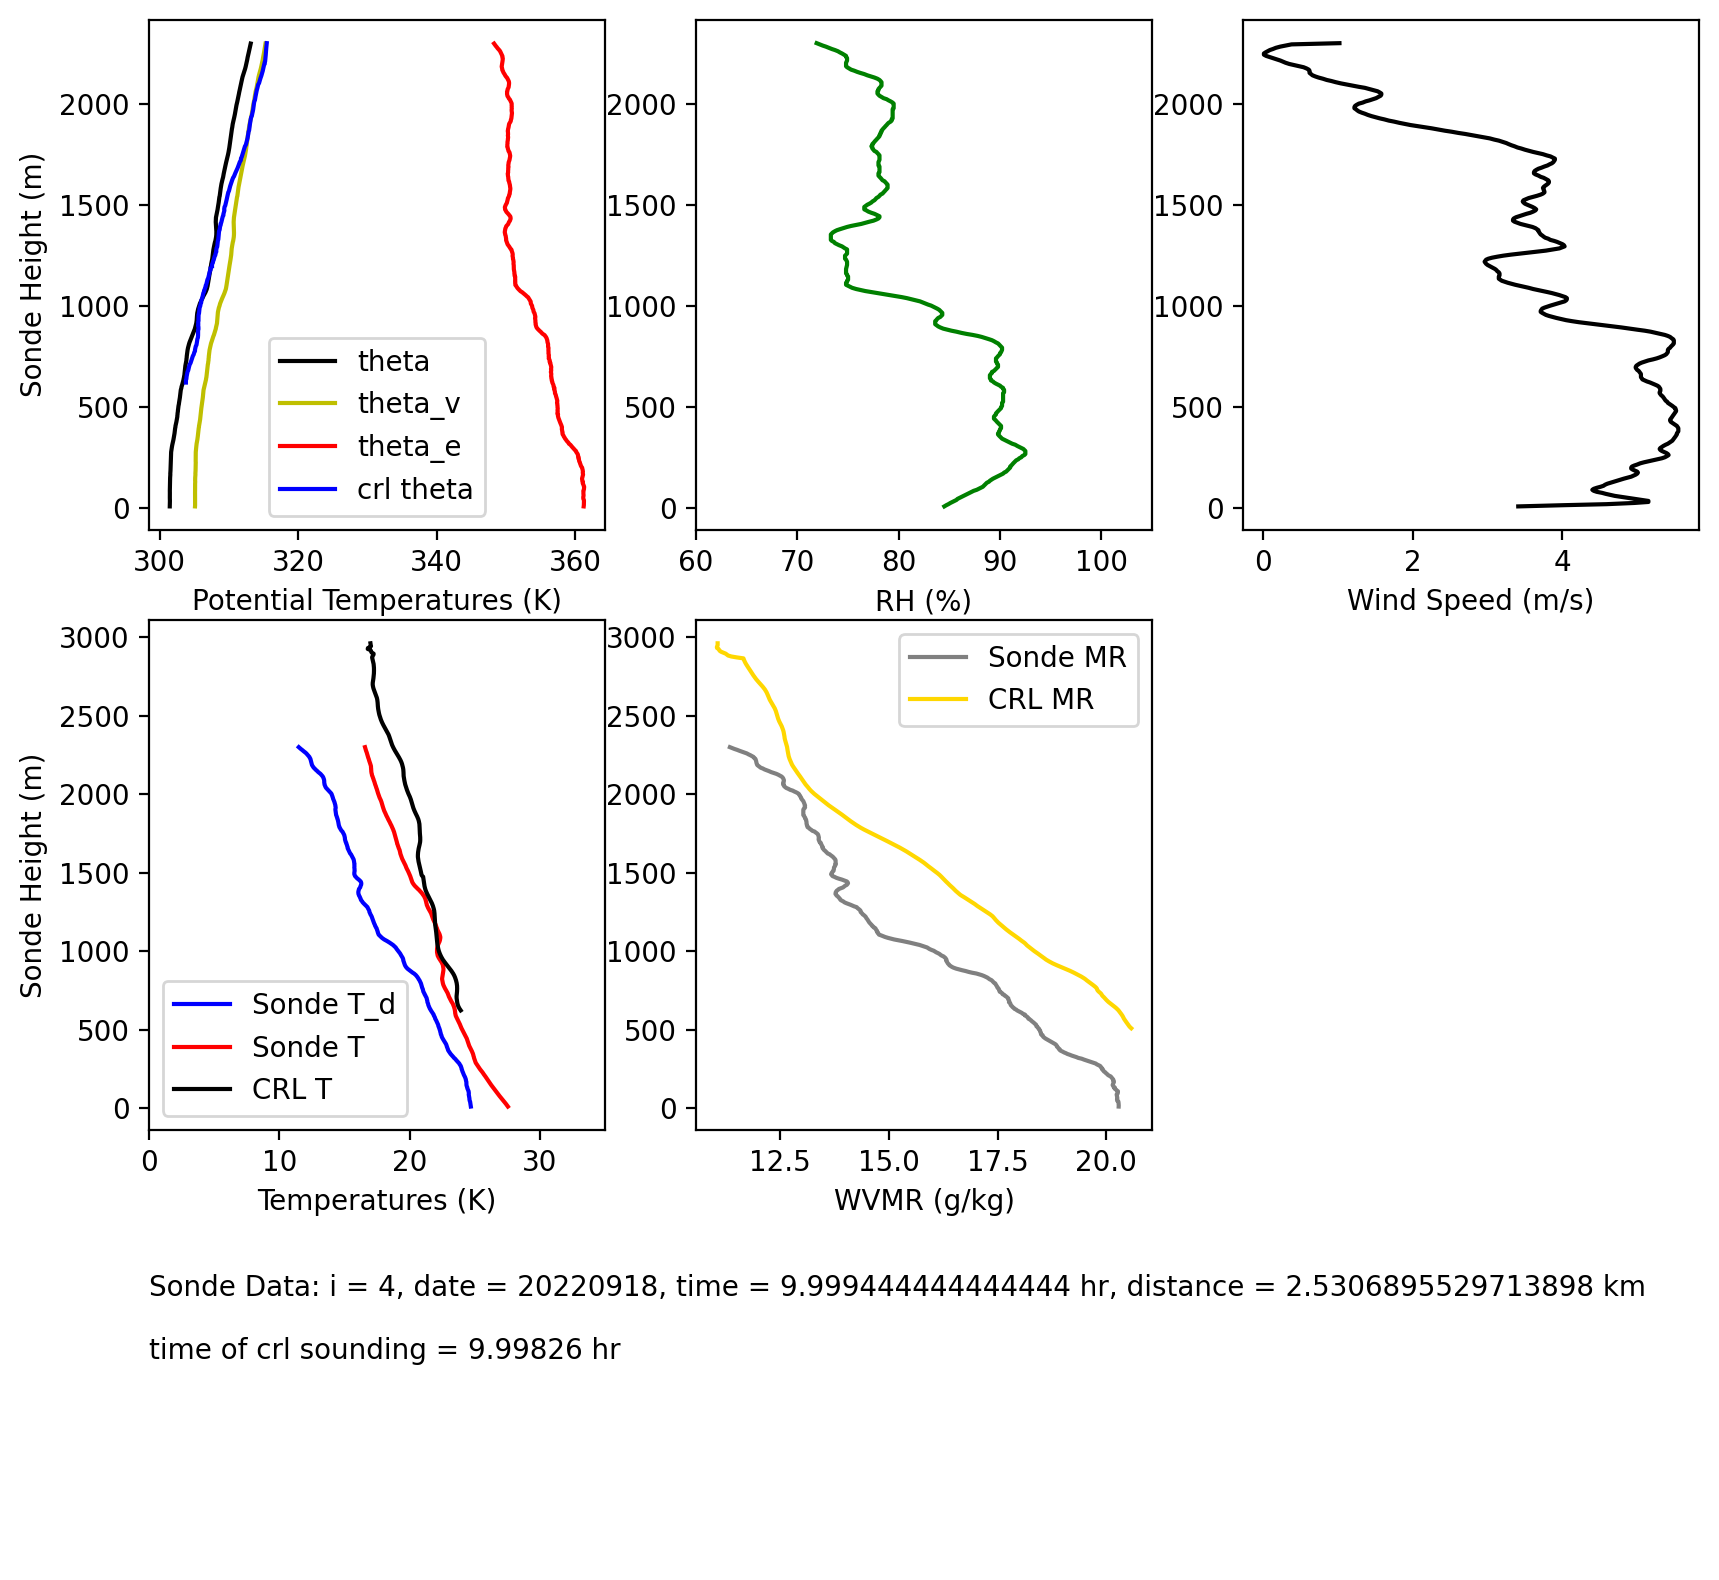 2000
1500
1000
500
0
Sonde Height (m)
theta
theta_v
theta_e
crl theta
300 320 340 360
Potential Temperatures (K)
2000
1500
1000
500
0
60 70 80 90 100
RH (%)
2000
1500
1000
500
0
0 2 4
Wind Speed (m/s)
3000
2500
2000
1500
1000
500
0
Sonde Height (m)
Sonde T_d
Sonde T
CRL T
0 10 20 30
Temperatures (K)
3000
2500
2000
1500
1000
500
0
Sonde MR
CRL MR
12.5 15.0 17.5 20.0
WVMR (g/kg)
Sonde Data: i = 4, date = 20220918, time = 9.999444444444444 hr, distance = 2.5306895529713898 km
time of crl sounding = 9.99826 hr